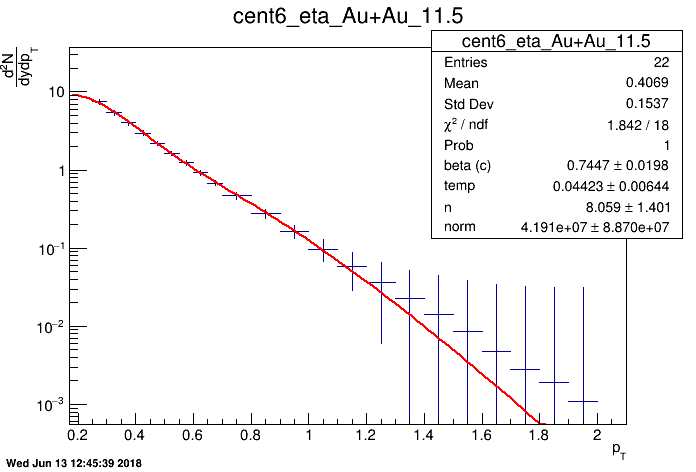 cent6_eta_Au+Au_11.5
d²N
dydp_T
cent6_eta_Au+Au_11.5
Entries 22
Mean 0.4069
Std Dev 0.1537
χ² / ndf 1.842 / 18
Prob 1
beta (c) 0.7447 ± 0.0198
temp 0.04423 ± 0.00644
n 8.059 ± 1.401
norm 4.191e+07 ± 8.870e+07
10
1
10⁻¹
10⁻²
10⁻³
0.2 0.4 0.6 0.8 1 1.2 1.4 1.6 1.8 2
p_T
Wed Jun 13 12:45:39 2018